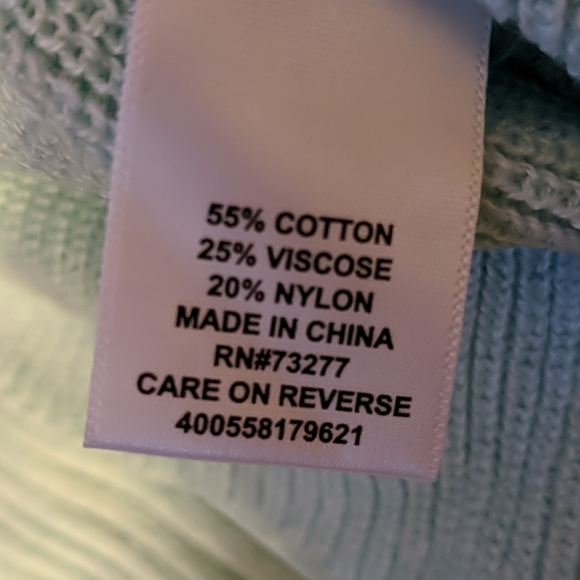 55% COTTON
25% VISCOSE
20% NYLON
MADE IN CHINA
RN#73277
CARE ON REVERSE
400558179621